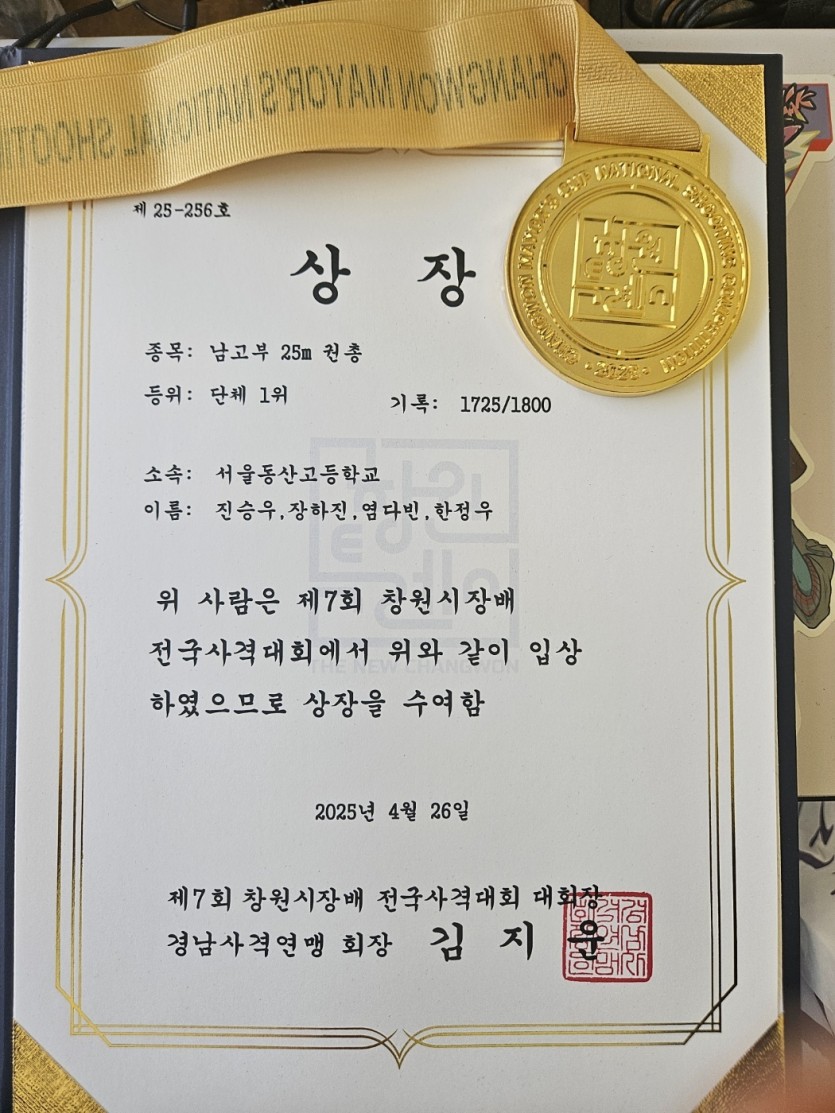 CHANGWON MAYOR'S NATIONAL SHOOTI
제 25-256호
상 장
종목: 남고부 25m 권총
등위: 단체 1위
기록: 1725/1800
소속: 서울동산고등학교
이름: 진승우,장하진,염다빈,한정우
위 사람은 제7회 창원시장배
전국사격대회에서 위와 같이 입상
하였으므로 상장을 수여함
THE NEW CHANGWON
2025년 4월 26일
제7회 창원시장배 전국사격대회 대회장
경남사격연맹 회장 김 지 운